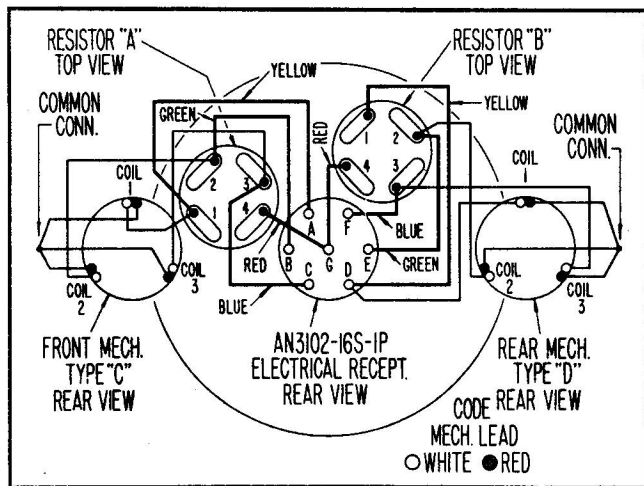 RESISTOR "A"
TOP VIEW
YELLOW
RESISTOR "B"
TOP VIEW
YELLOW
COMMON
CONN.
GREEN
RED
COMMON
CONN.
COIL
1
2
3
1
4
1
2
4
3
COIL
1
A
F
B
G
E
C
D
RED
BLUE
BLUE
GREEN
COIL
2
COIL
3
COIL
2
COIL
3
FRONT MECH.
TYPE "C"
REAR VIEW
AN3102-16S-1P
ELECTRICAL RECEPT.
REAR VIEW
REAR MECH.
TYPE "D"
REAR VIEW
CODE
MECH. LEAD
WHITE RED